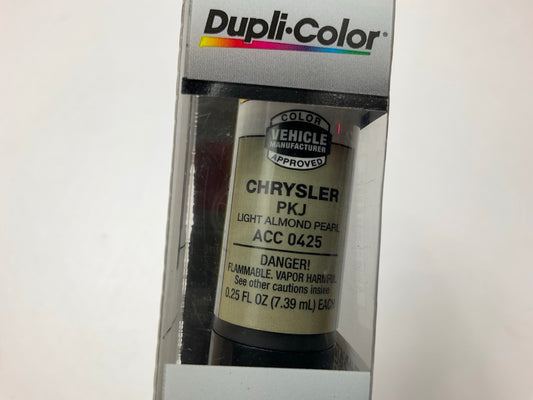 Dupli·Color®
COLOR
VEHICLE
MANUFACTURER
APPROVED
CHRYSLER
PKJ
LIGHT ALMOND PEARL
ACC 0425
DANGER!
FLAMMABLE. VAPOR HARMFUL.
See other cautions inside.
0.25 FL OZ (7.39 mL) EACH